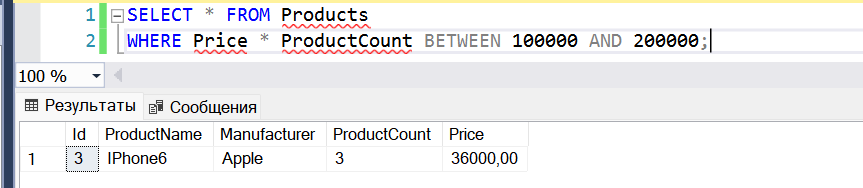 1 SELECT * FROM Products
2 WHERE Price * ProductCount BETWEEN 100000 AND 200000;
100 %
Результаты Сообщения
Id ProductName Manufacturer ProductCount Price
1 3 IPhone6 Apple 3 36000,00